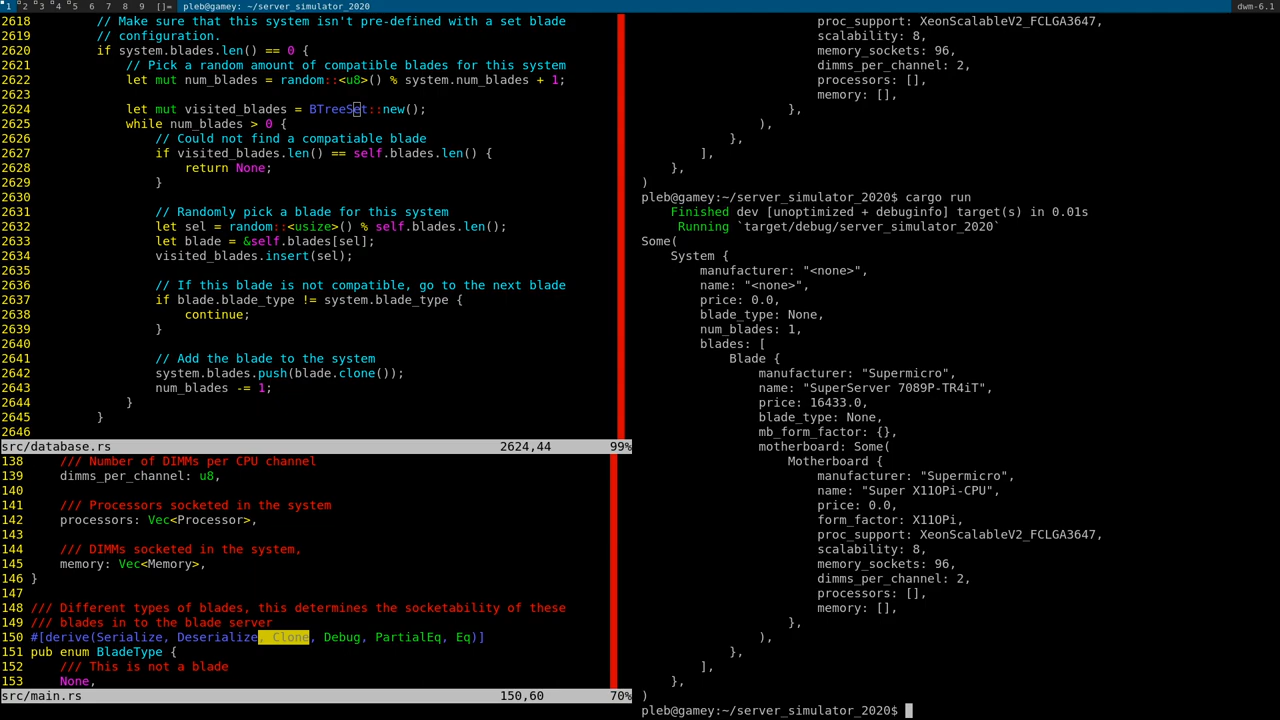 1 2 3 4 5 6 7 8 9 []= pleb@gamey: ~/server_simulator_2020 dwm-6.1
2618         // Make sure that this system isn't pre-defined with a set blade
2619         // configuration.
2620         if system.blades.len() == 0 {
2621             // Pick a random amount of compatible blades for this system
2622             let mut num_blades = random::<u8>() % system.num_blades + 1;
2623
2624             let mut visited_blades = BTreeSet::new();
2625             while num_blades > 0 {
2626                 // Could not find a compatiable blade
2627                 if visited_blades.len() == self.blades.len() {
2628                     return None;
2629                 }
2630
2631                 // Randomly pick a blade for this system
2632                 let sel = random::<usize>() % self.blades.len();
2633                 let blade = &self.blades[sel];
2634                 visited_blades.insert(sel);
2635
2636                 // If this blade is not compatible, go to the next blade
2637                 if blade.blade_type != system.blade_type {
2638                     continue;
2639                 }
2640
2641                 // Add the blade to the system
2642                 system.blades.push(blade.clone());
2643                 num_blades -= 1;
2644             }
2645         }
2646
src/database.rs 2624,44 99%
138     /// Number of DIMMs per CPU channel
139     dimms_per_channel: u8,
140
141     /// Processors socketed in the system
142     processors: Vec<Processor>,
143
144     /// DIMMs socketed in the system,
145     memory: Vec<Memory>,
146 }
147
148 /// Different types of blades, this determines the socketability of these
149 /// blades in to the blade server
150 #[derive(Serialize, Deserialize, Clone, Debug, PartialEq, Eq)]
151 pub enum BladeType {
152     /// This is not a blade
153     None,
src/main.rs 150,60 70%
                        proc_support: XeonScalableV2_FCLGA3647,
                        scalability: 8,
                        memory_sockets: 96,
                        dimms_per_channel: 2,
                        processors: [],
                        memory: [],
                    },
                ),
            },
        ],
    },
)
pleb@gamey:~/server_simulator_2020$ cargo run
    Finished dev [unoptimized + debuginfo] target(s) in 0.01s
     Running `target/debug/server_simulator_2020`
Some(
    System {
        manufacturer: "<none>",
        name: "<none>",
        price: 0.0,
        blade_type: None,
        num_blades: 1,
        blades: [
            Blade {
                manufacturer: "Supermicro",
                name: "SuperServer 7089P-TR4iT",
                price: 16433.0,
                blade_type: None,
                mb_form_factor: {},
                motherboard: Some(
                    Motherboard {
                        manufacturer: "Supermicro",
                        name: "Super X11OPi-CPU",
                        price: 0.0,
                        form_factor: X11OPi,
                        proc_support: XeonScalableV2_FCLGA3647,
                        scalability: 8,
                        memory_sockets: 96,
                        dimms_per_channel: 2,
                        processors: [],
                        memory: [],
                    },
                ),
            },
        ],
    },
)
pleb@gamey:~/server_simulator_2020$